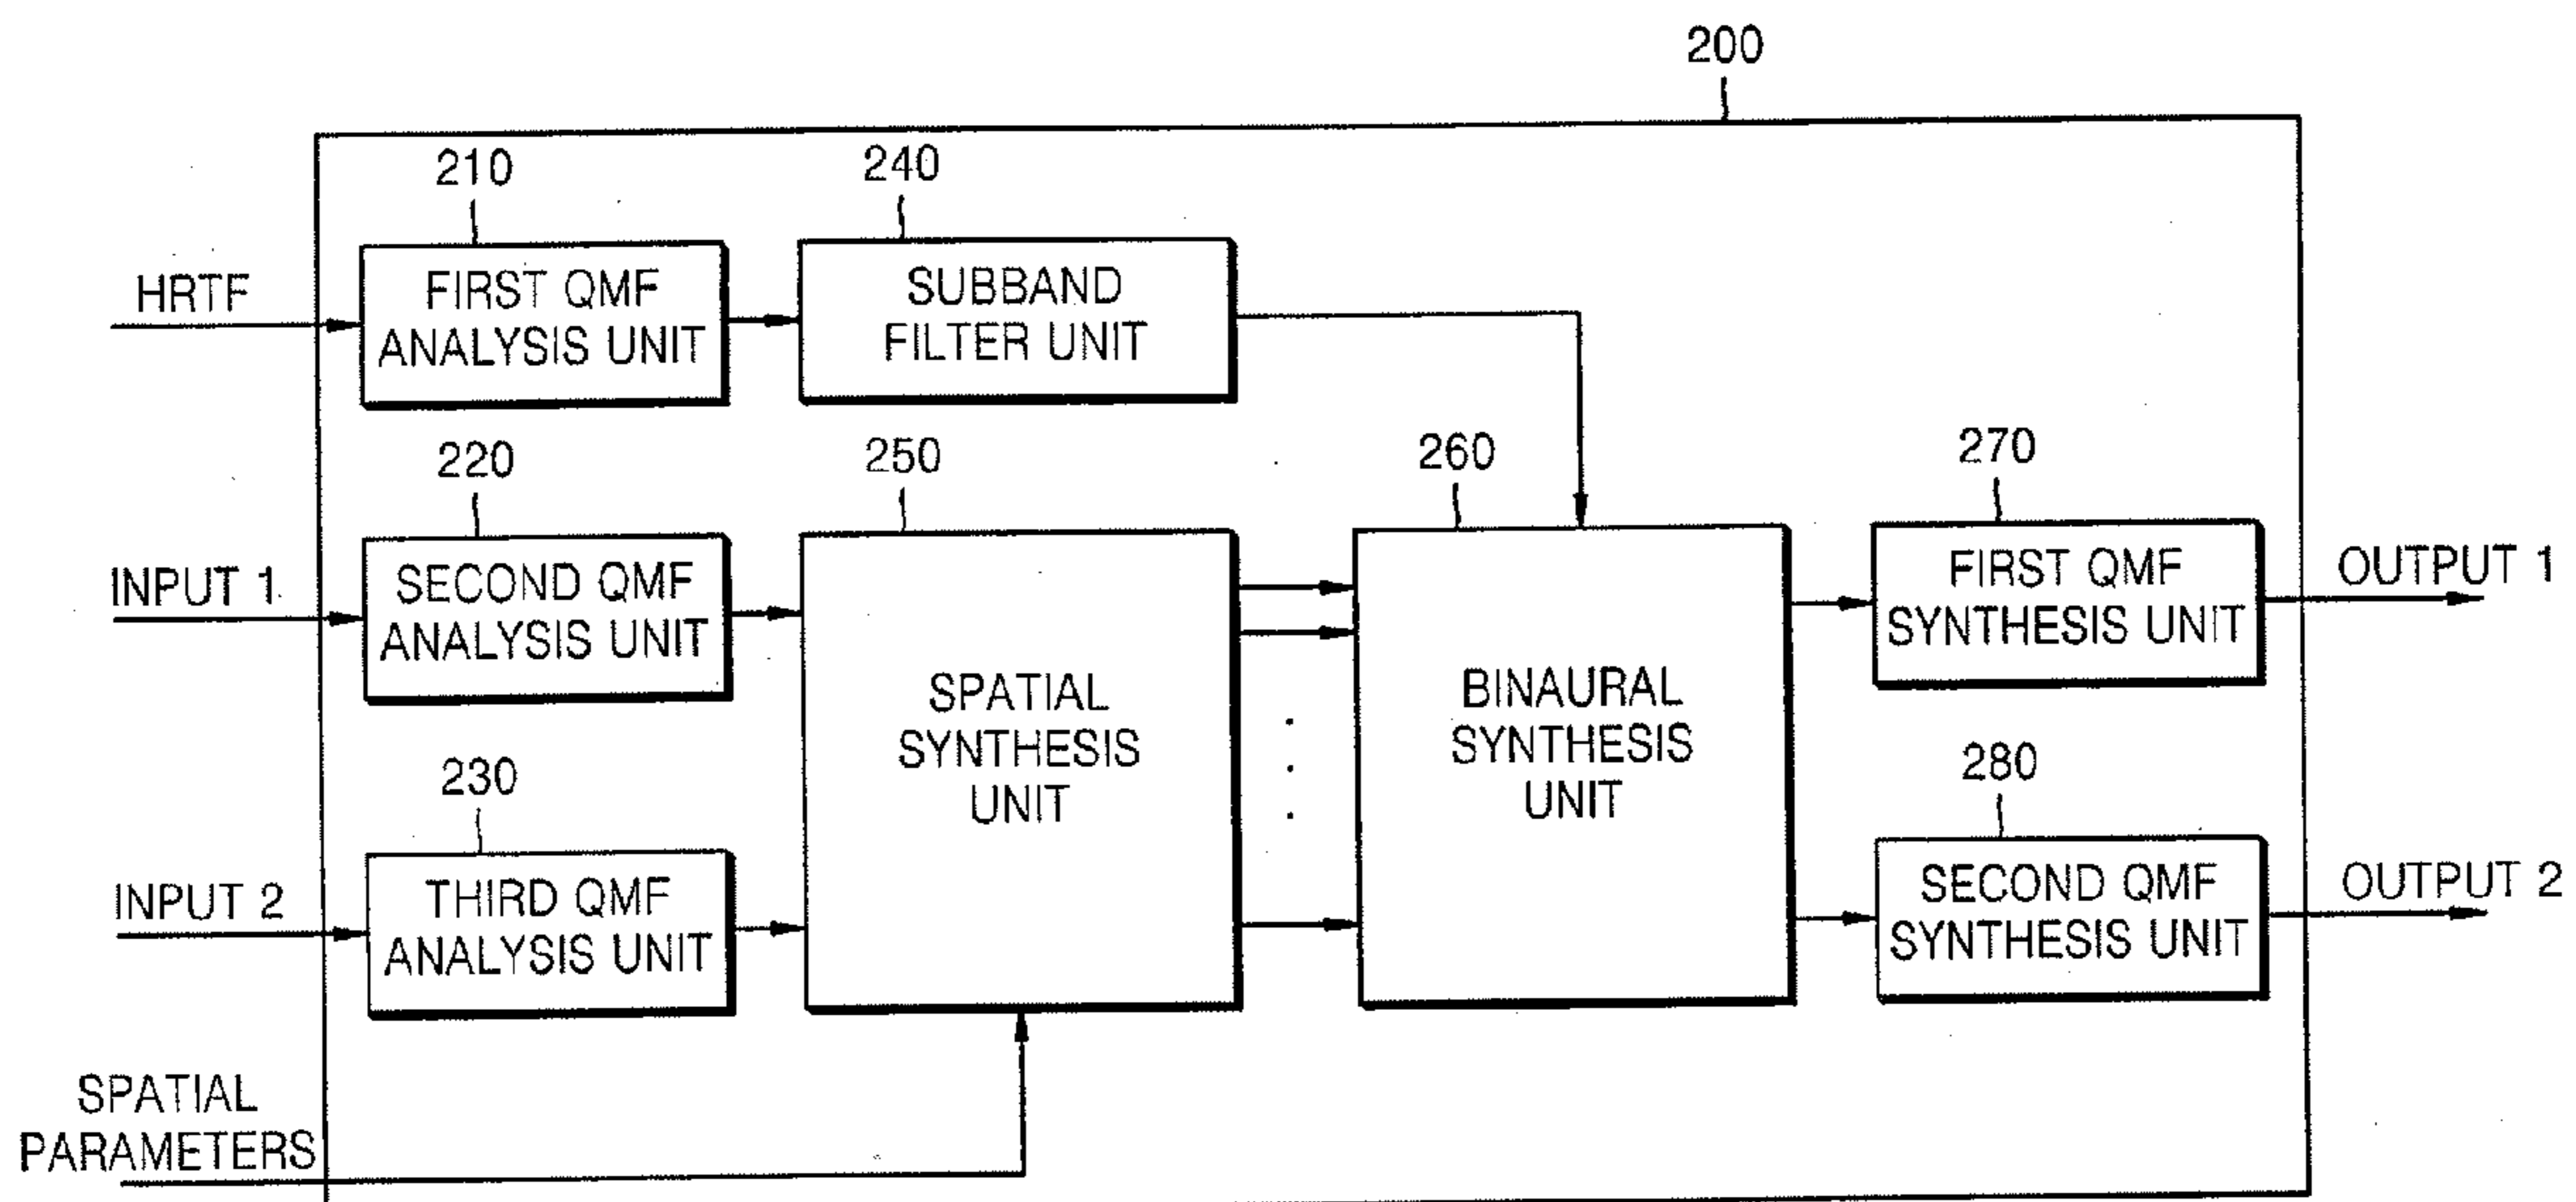 200
210
240
HRTF
FIRST QMF
ANALYSIS UNIT
SUBBAND
FILTER UNIT
220
250
260
270
INPUT 1
SECOND QMF
ANALYSIS UNIT
SPATIAL
SYNTHESIS
UNIT
BINAURAL
SYNTHESIS
UNIT
FIRST QMF
SYNTHESIS UNIT
OUTPUT 1
230
280
INPUT 2
THIRD QMF
ANALYSIS UNIT
SECOND QMF
SYNTHESIS UNIT
OUTPUT 2
SPATIAL
PARAMETERS